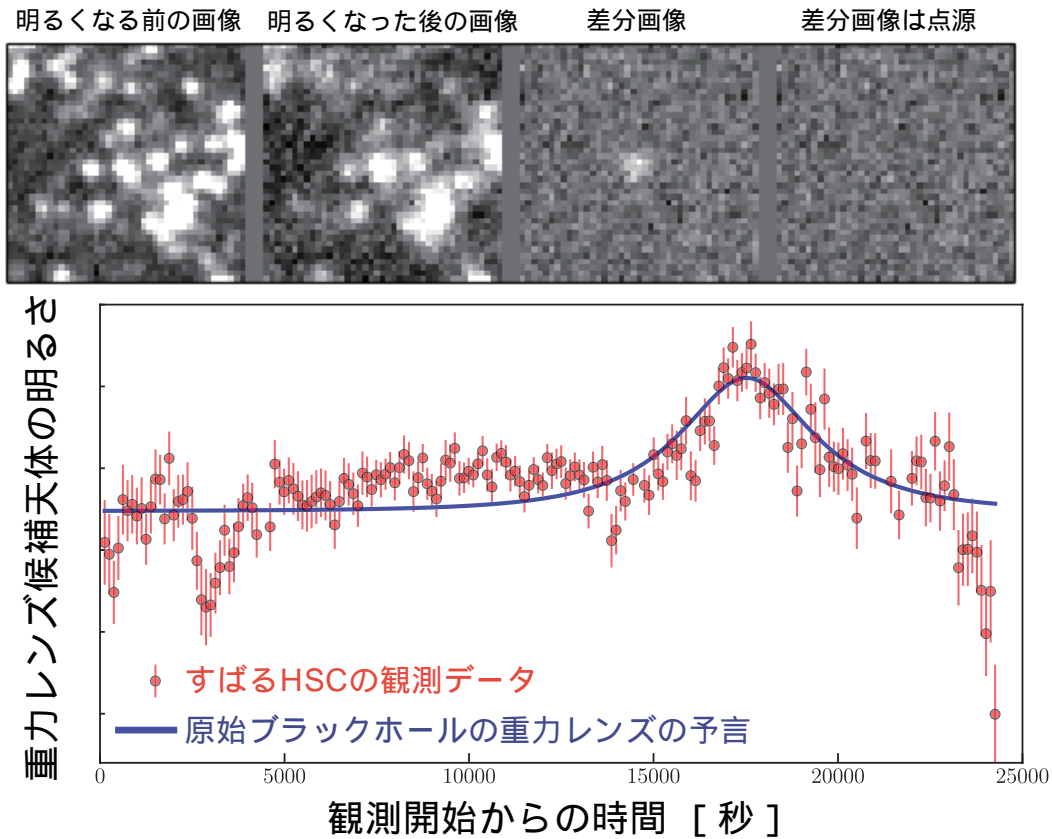 明るくなる前の画像
明るくなった後の画像
差分画像
差分画像は点源
重力レンズ候補天体の明るさ
すばるHSCの観測データ
原始ブラックホールの重力レンズの予言
0
5000
10000
15000
20000
25000
観測開始からの時間 [ 秒 ]